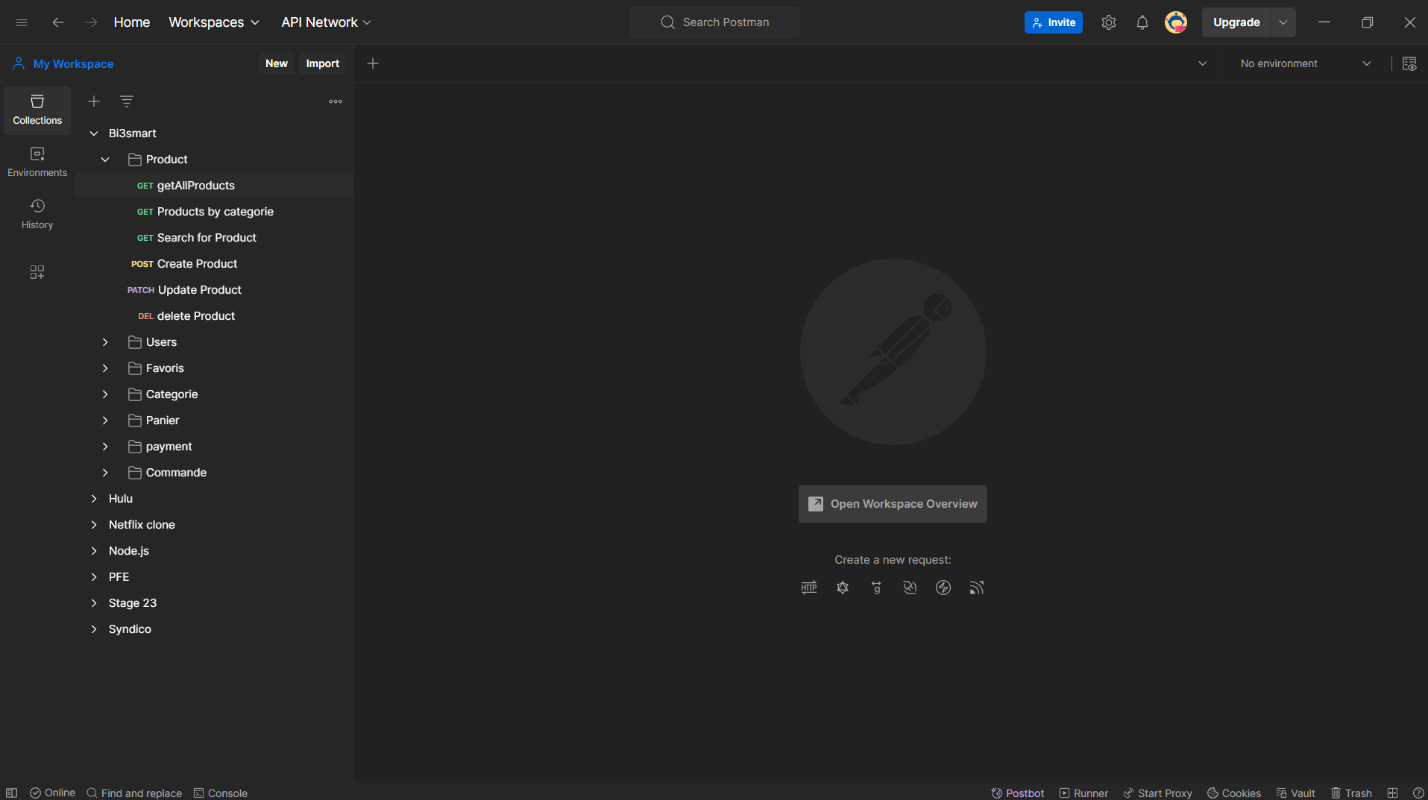 Home Workspaces API Network Search Postman Invite Upgrade
My Workspace New Import No environment
Collections
Environments
History
Bi3smart
Product
GET getAllProducts
GET Products by categorie
GET Search for Product
POST Create Product
PATCH Update Product
DEL delete Product
Users
Favoris
Categorie
Panier
payment
Commande
Hulu
Netflix clone
Node.js
PFE
Stage 23
Syndico
Open Workspace Overview
Create a new request:
HTTP g
Online Find and replace Console Postbot Runner Start Proxy Cookies Vault Trash